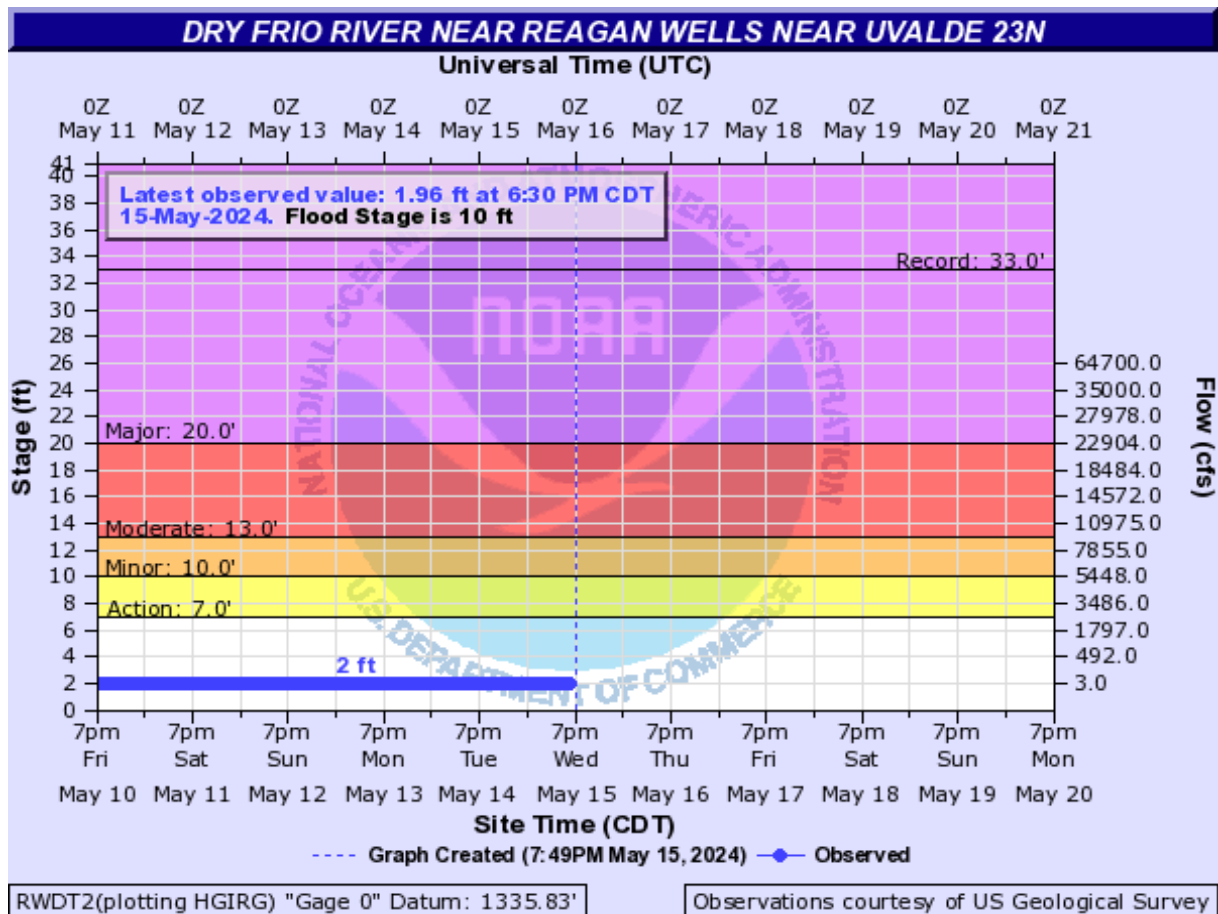 DRY FRIO RIVER NEAR REAGAN WELLS NEAR UVALDE 23N
Universal Time (UTC)
0Z 0Z 0Z 0Z 0Z 0Z 0Z 0Z 0Z 0Z 0Z
May 11 May 12 May 13 May 14 May 15 May 16 May 17 May 18 May 19 May 20 May 21
Latest observed value: 1.96 ft at 6:30 PM CDT
15-May-2024. Flood Stage is 10 ft
41
40
38
36
34
Record: 33.0'
32
30
28
26 64700.0
24 35000.0
22 27978.0
Major: 20.0'
20 22904.0
18 18484.0
16 14572.0
14 10975.0
Moderate: 13.0'
12 7855.0
Minor: 10.0'
10 5448.0
8 3486.0
Action: 7.0'
6 1797.0
4 492.0
2 ft
2 3.0
0
Stage (ft)
Flow (cfs)
NATIONAL OCEANIC AND ATMOSPHERIC ADMINISTRATION
NOAA
U.S. DEPARTMENT OF COMMERCE
7pm 7pm 7pm 7pm 7pm 7pm 7pm 7pm 7pm 7pm 7pm
Fri Sat Sun Mon Tue Wed Thu Fri Sat Sun Mon
May 10 May 11 May 12 May 13 May 14 May 15 May 16 May 17 May 18 May 19 May 20
Site Time (CDT)
Graph Created (7:49PM May 15, 2024) Observed
RWDT2(plotting HGIRG) "Gage 0" Datum: 1335.83'
Observations courtesy of US Geological Survey